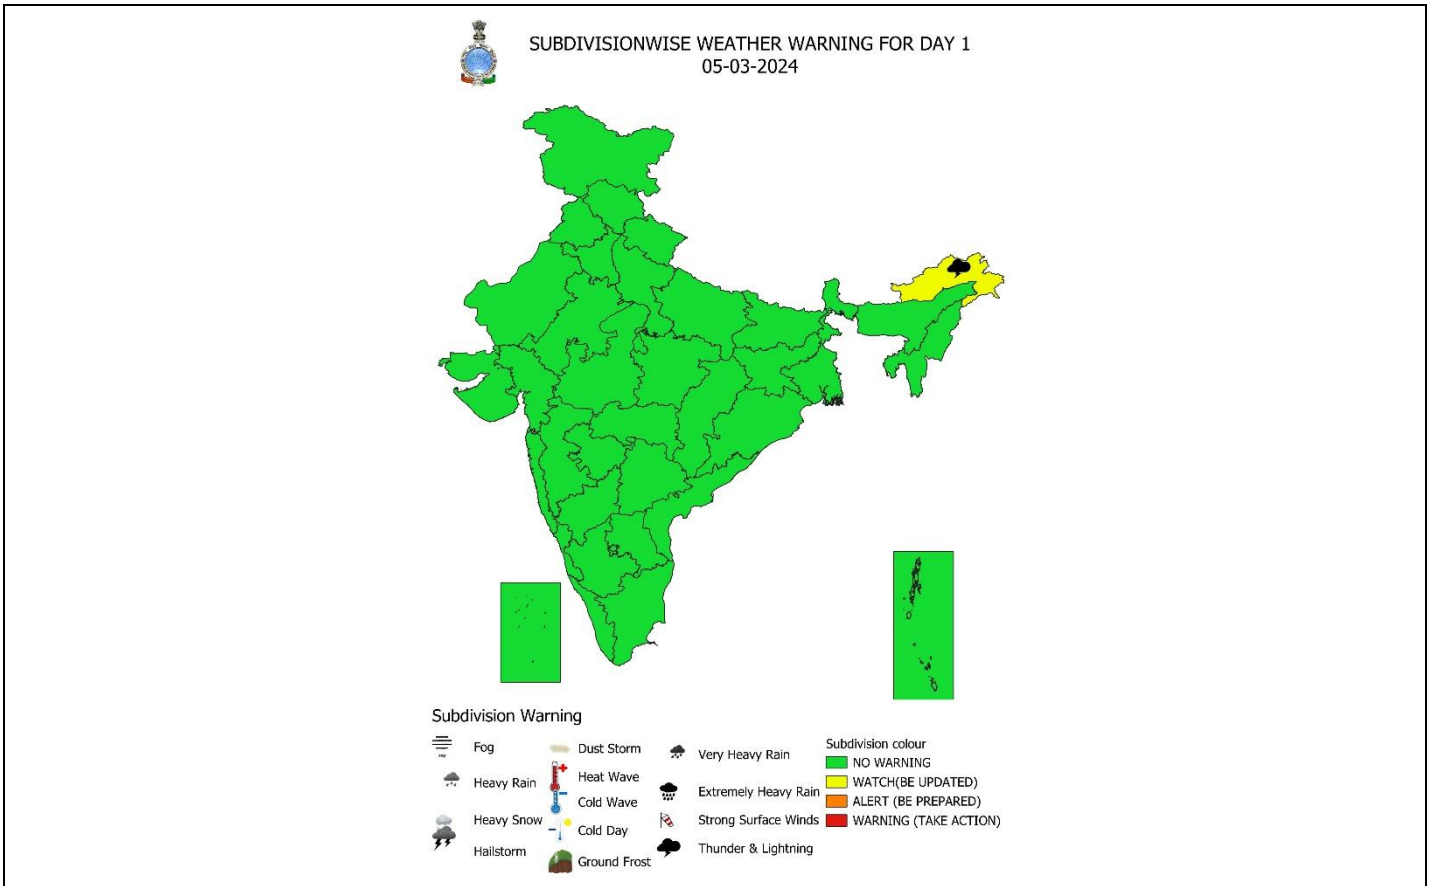 SUBDIVISIONWISE WEATHER WARNING FOR DAY 1
05-03-2024
Subdivision Warning
Fog
Heavy Rain
Heavy Snow
Hailstorm
Dust Storm
Heat Wave
Cold Wave
Cold Day
Ground Frost
Very Heavy Rain
Extremely Heavy Rain
Strong Surface Winds
Thunder & Lightning
Subdivision colour
NO WARNING
WATCH(BE UPDATED)
ALERT (BE PREPARED)
WARNING (TAKE ACTION)